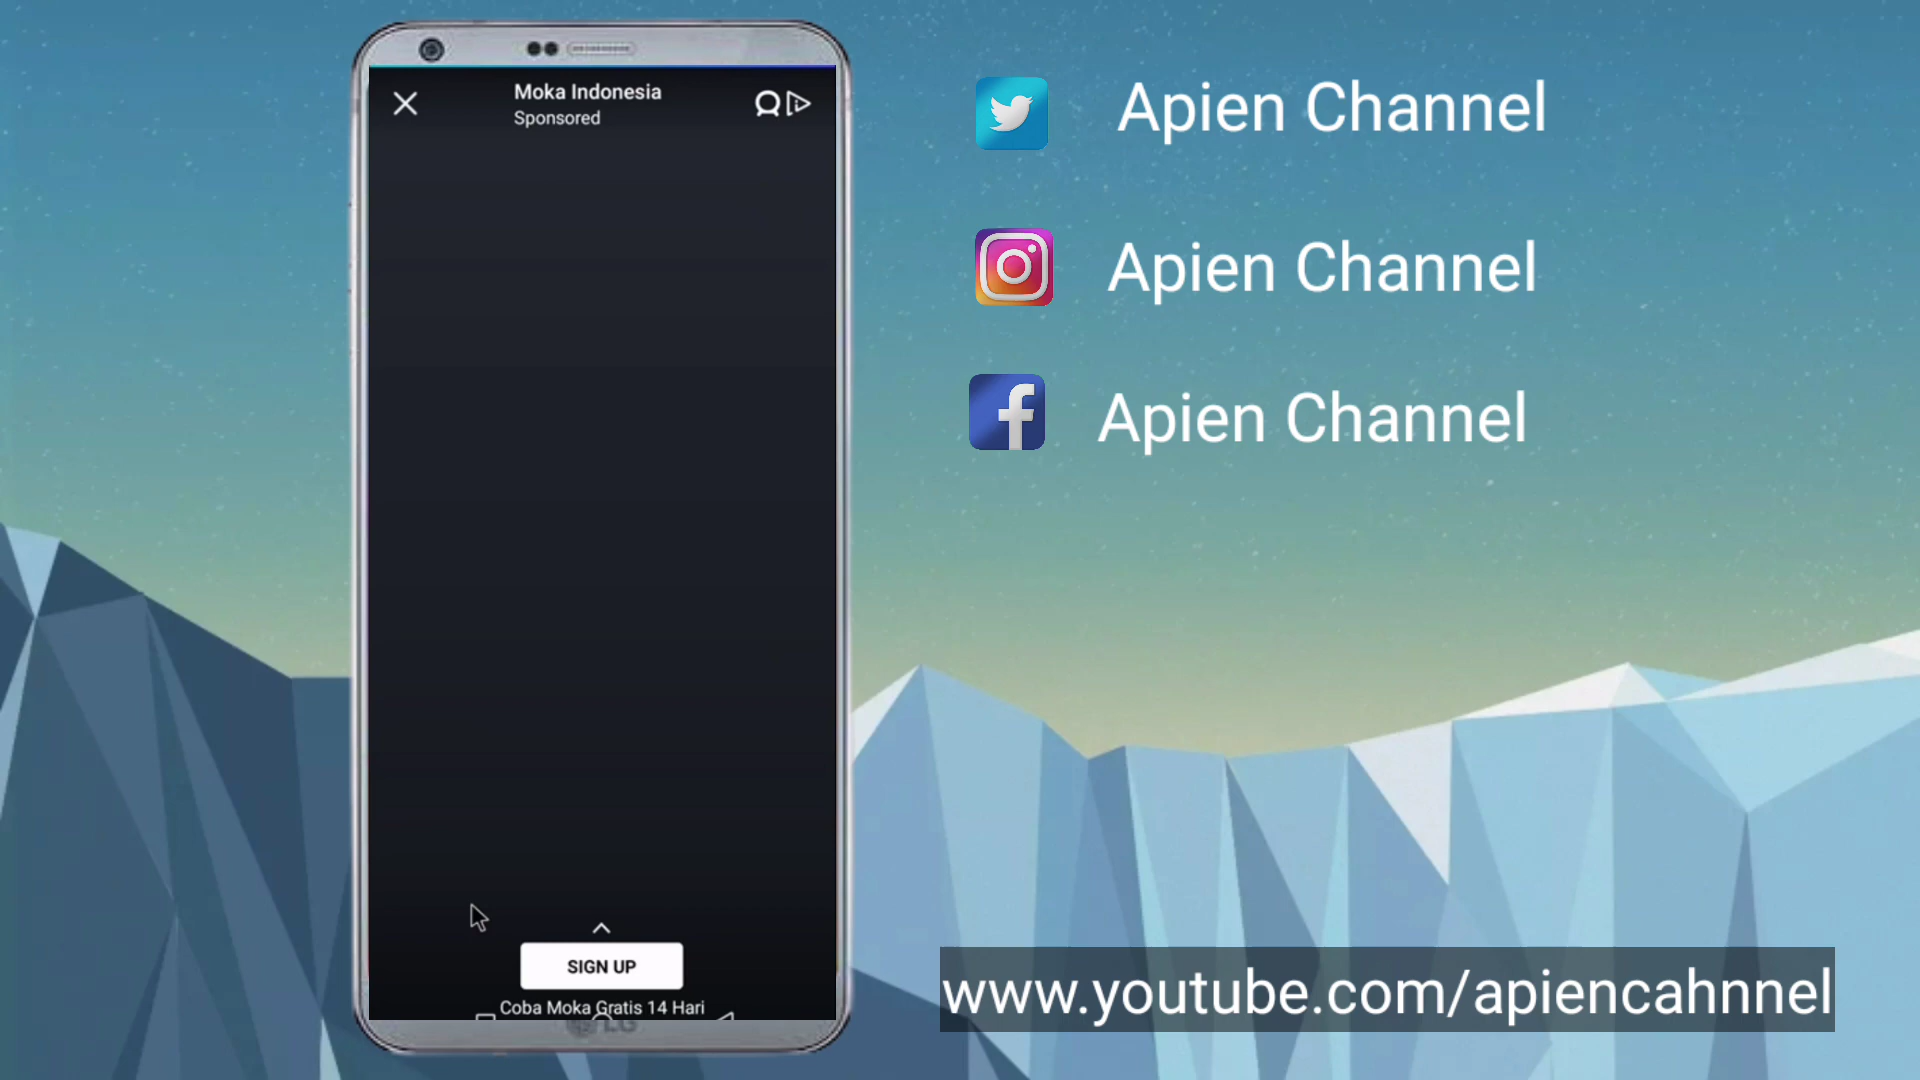 Moka Indonesia
Sponsored
SIGN UP
Coba Moka Gratis 14 Hari
LG
Apien Channel
Apien Channel
Apien Channel
www.youtube.com/apiencahnnel